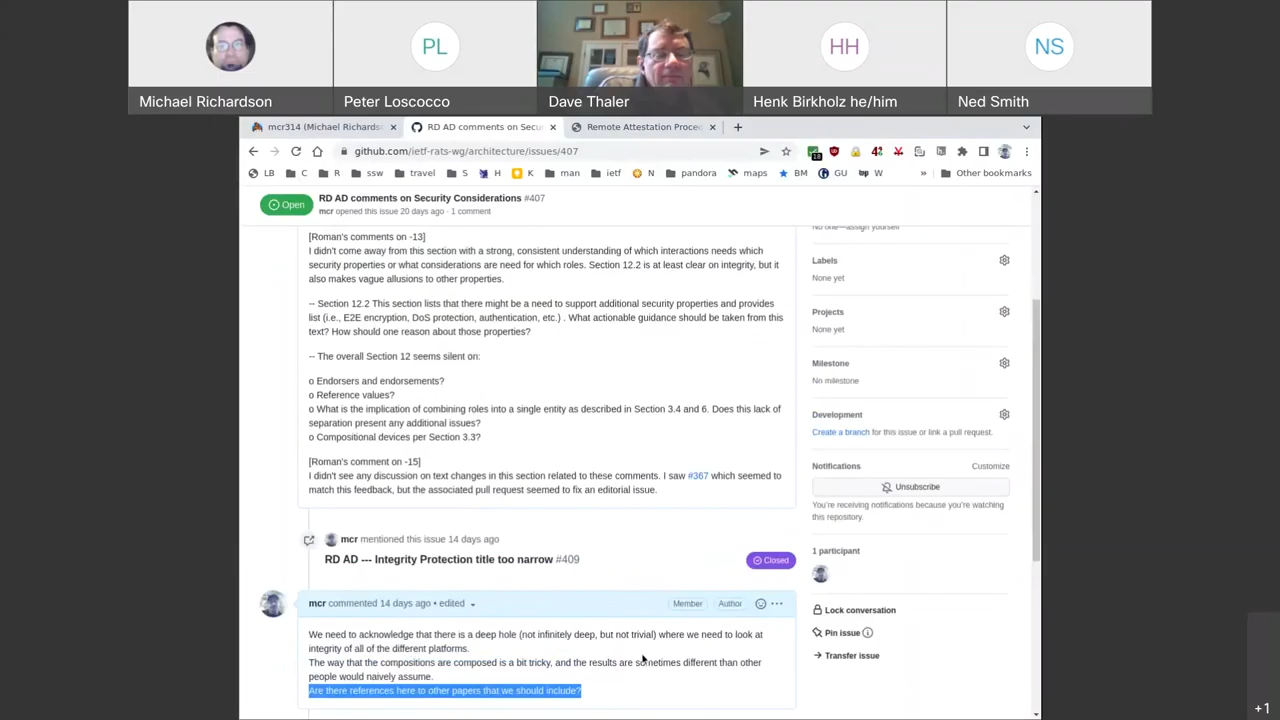 PL
HH
NS
Michael Richardson
Peter Loscocco
Dave Thaler
Henk Birkholz he/him
Ned Smith
mcr314 (Michael Richards
RD AD comments on Secu
Remote Attestation Proce
github.com/ietf-rats-wg/architecture/issues/407
18
LB
C
R
ssw
travel
S
H
K
man
ietf
N
pandora
maps
BM
GU
W
»
Other bookmarks
Open
RD AD comments on Security Considerations #407
mcr opened this issue 20 days ago · 1 comment
[Roman's comments on -13]
I didn't come away from this section with a strong, consistent understanding of which interactions needs which
security properties or what considerations are need for which roles. Section 12.2 is at least clear on integrity, but it
also makes vague allusions to other properties.
-- Section 12.2 This section lists that there might be a need to support additional security properties and provides
list (i.e., E2E encryption, DoS protection, authentication, etc.) . What actionable guidance should be taken from this
text? How should one reason about those properties?
-- The overall Section 12 seems silent on:
o Endorsers and endorsements?
o Reference values?
o What is the implication of combining roles into a single entity as described in Section 3.4 and 6. Does this lack of
separation present any additional issues?
o Compositional devices per Section 3.3?
[Roman's comment on -15]
I didn't see any discussion on text changes in this section related to these comments. I saw #367 which seemed to
match this feedback, but the associated pull request seemed to fix an editorial issue.
mcr mentioned this issue 14 days ago
RD AD --- Integrity Protection title too narrow #409
Closed
mcr commented 14 days ago • edited
Member
Author
We need to acknowledge that there is a deep hole (not infinitely deep, but not trivial) where we need to look at
integrity of all of the different platforms.
The way that the compositions are composed is a bit tricky, and the results are sometimes different than other
people would naively assume.
Are there references here to other papers that we should include?
No one—assign yourself
Labels
None yet
Projects
None yet
Milestone
No milestone
Development
Create a branch for this issue or link a pull request.
Notifications
Customize
Unsubscribe
You're receiving notifications because you're watching
this repository.
1 participant
Lock conversation
Pin issue
Transfer issue
+1